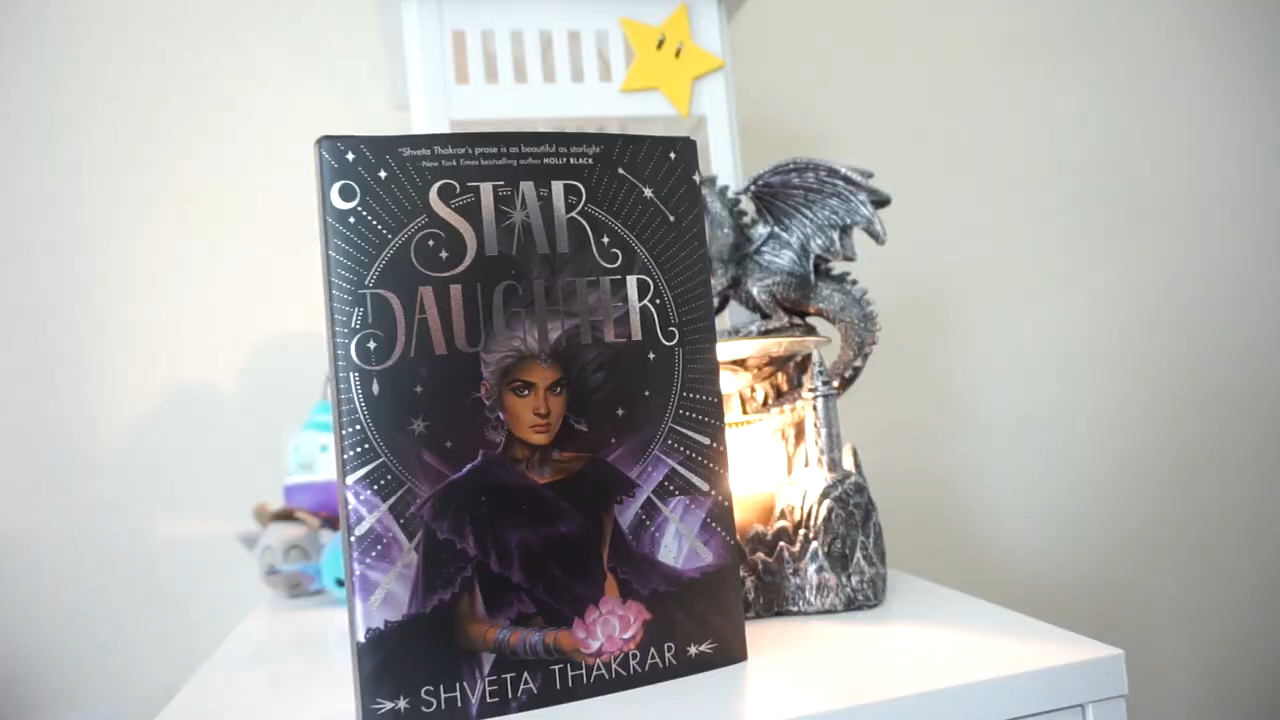 "Shveta Thakrar's prose is as beautiful as starlight."
—New York Times bestselling author HOLLY BLACK
STAR
DAUGHTER
SHVETA THAKRAR